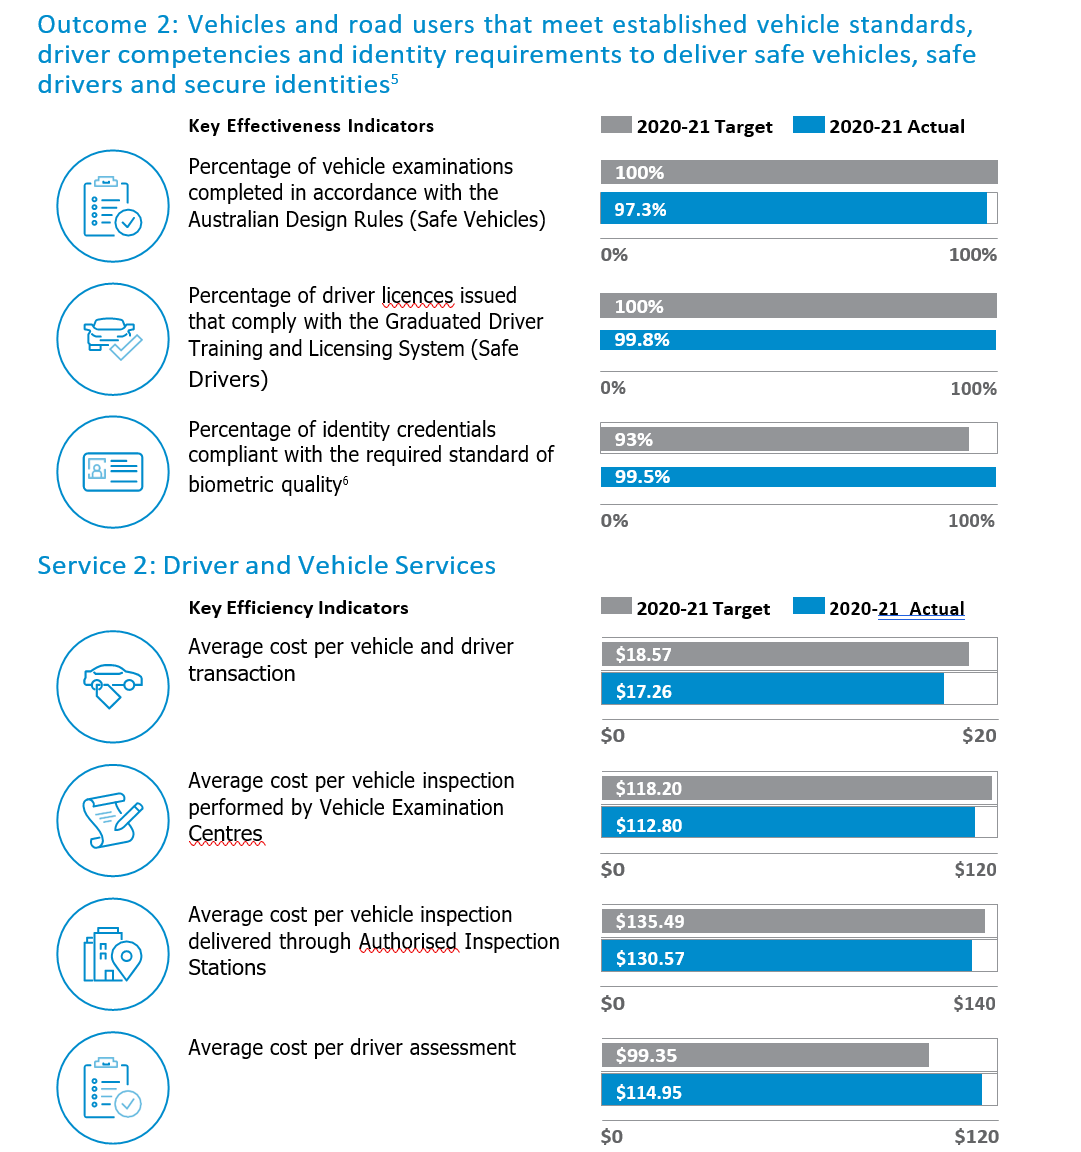 Outcome 2: Vehicles and road users that meet established vehicle standards,
driver competencies and identity requirements to deliver safe vehicles, safe
drivers and secure identities⁵
Key Effectiveness Indicators
2020-21 Target
2020-21 Actual
Percentage of vehicle examinations
completed in accordance with the
Australian Design Rules (Safe Vehicles)
100%
97.3%
0%
100%
Percentage of driver licences issued
that comply with the Graduated Driver
Training and Licensing System (Safe
Drivers)
100%
99.8%
0%
100%
Percentage of identity credentials
compliant with the required standard of
biometric quality⁶
93%
99.5%
0%
100%
Service 2: Driver and Vehicle Services
Key Efficiency Indicators
2020-21 Target
2020-21 Actual
Average cost per vehicle and driver
transaction
$18.57
$17.26
$0
$20
Average cost per vehicle inspection
performed by Vehicle Examination
Centres
$118.20
$112.80
$0
$120
Average cost per vehicle inspection
delivered through Authorised Inspection
Stations
$135.49
$130.57
$0
$140
Average cost per driver assessment
$99.35
$114.95
$0
$120